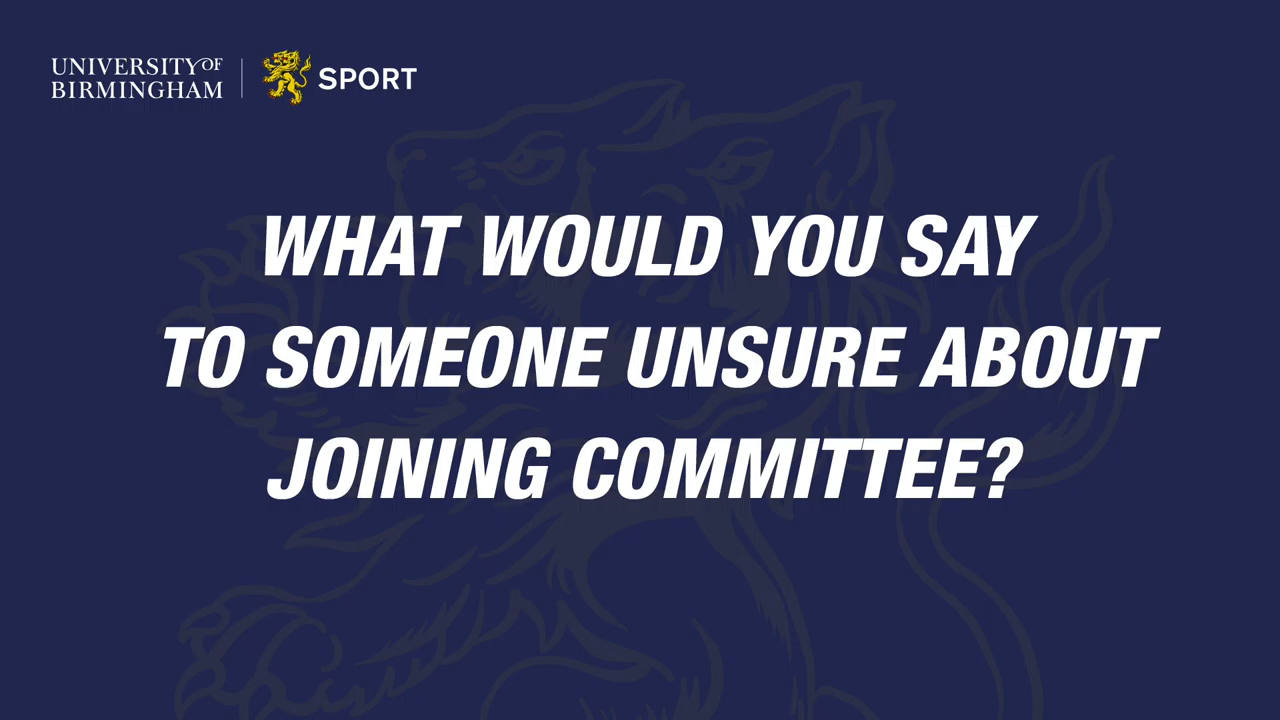 UNIVERSITY OF
BIRMINGHAM
SPORT
WHAT WOULD YOU SAY
TO SOMEONE UNSURE ABOUT
JOINING COMMITTEE?